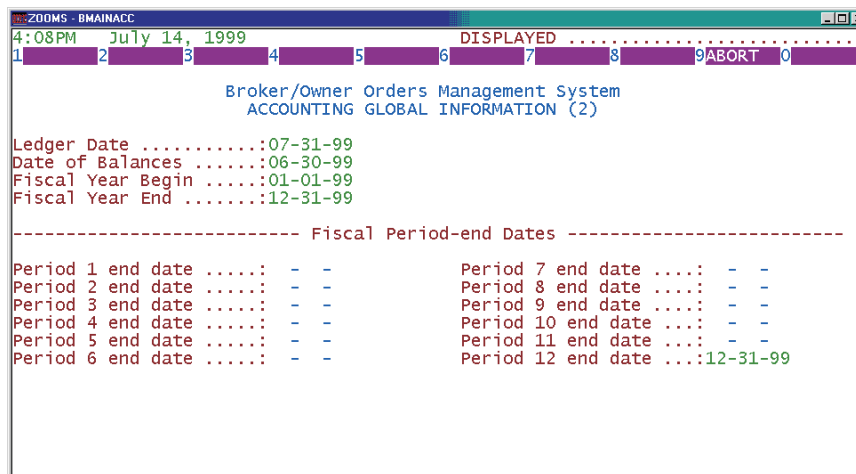 ZOOMS - BMAINACC
4:08PM July 14, 1999 DISPLAYED ...........................
1 2 3 4 5 6 7 8 9ABORT 0
Broker/Owner Orders Management System
ACCOUNTING GLOBAL INFORMATION (2)
Ledger Date ...........:07-31-99
Date of Balances ......:06-30-99
Fiscal Year Begin .....:01-01-99
Fiscal Year End .......:12-31-99
--------------------------- Fiscal Period-end Dates --------------------------
Period 1 end date .....: - - Period 7 end date ....: - -
Period 2 end date .....: - - Period 8 end date ....: - -
Period 3 end date .....: - - Period 9 end date ....: - -
Period 4 end date .....: - - Period 10 end date ...: - -
Period 5 end date .....: - - Period 11 end date ...: - -
Period 6 end date .....: - - Period 12 end date ...:12-31-99